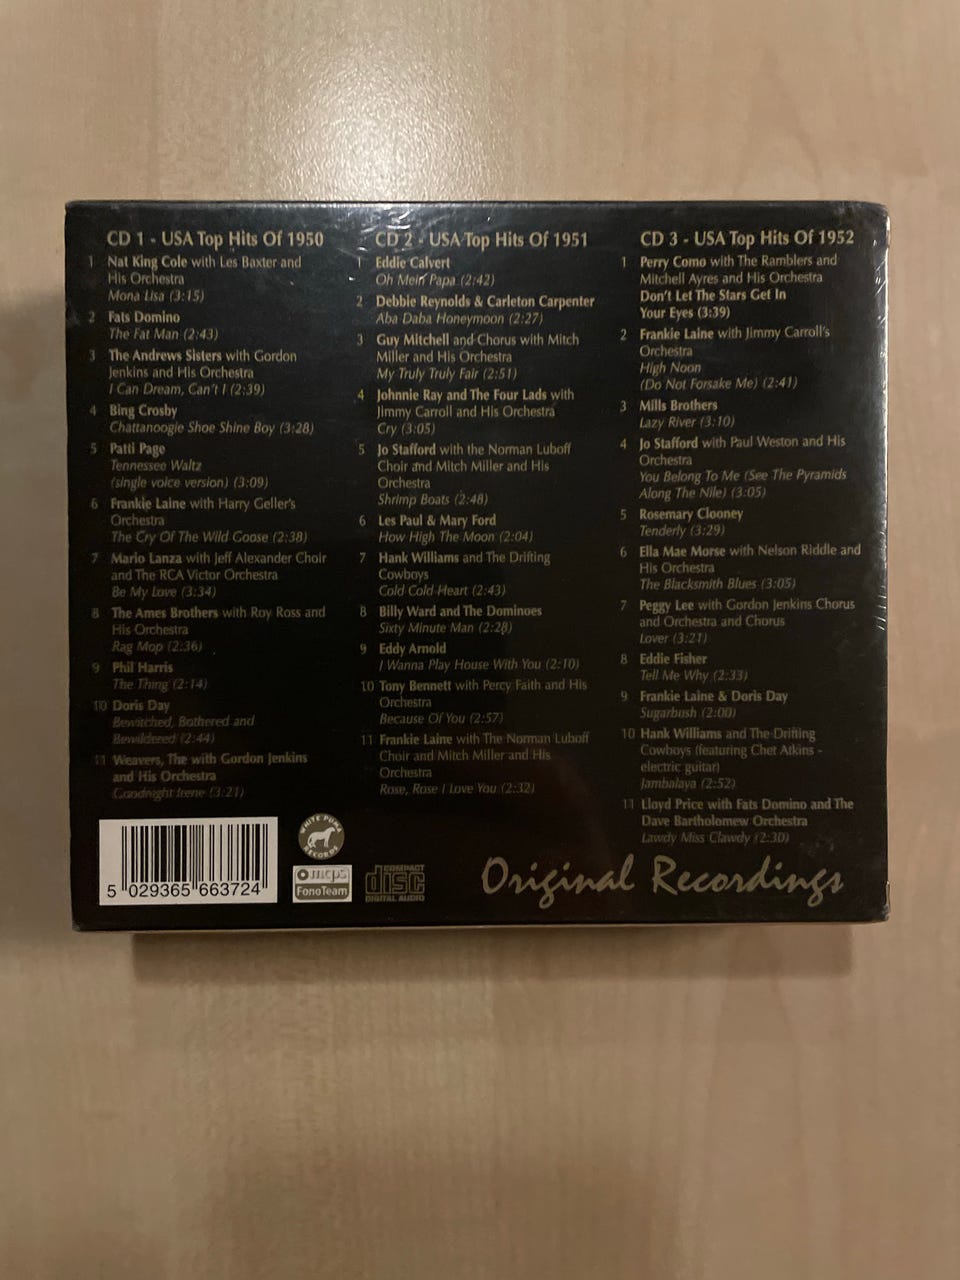 CD 1 - USA Top Hits Of 1950
1 Nat King Cole with Les Baxter and
His Orchestra
Mona Lisa (3:15)
2 Fats Domino
The Fat Man (2:43)
3 The Andrews Sisters with Gordon
Jenkins and His Orchestra
I Can Dream, Can't I (2:39)
4 Bing Crosby
Chattanoogie Shoe Shine Boy (3:28)
5 Patti Page
Tennessee Waltz
(single voice version) (3:09)
6 Frankie Laine with Harry Geller's
Orchestra
The Cry Of The Wild Goose (2:38)
7 Mario Lanza with Jeff Alexander Choir
and The RCA Victor Orchestra
Be My Love (3:34)
8 The Ames Brothers with Roy Ross and
His Orchestra
Rag Mop (2:36)
9 Phil Harris
The Thing (2:14)
10 Doris Day
Bewitched, Bothered and
Bewildered (2:44)
11 Weavers, The with Gordon Jenkins
and His Orchestra
Goodnight Irene (3:21)
CD 2 - USA Top Hits Of 1951
1 Eddie Calvert
Oh Mein Papa (2:42)
2 Debbie Reynolds & Carleton Carpenter
Aba Daba Honeymoon (2:27)
3 Guy Mitchell and Chorus with Mitch
Miller and His Orchestra
My Truly Truly Fair (2:51)
4 Johnnie Ray and The Four Lads with
Jimmy Carroll and His Orchestra
Cry (3:05)
5 Jo Stafford with the Norman Luboff
Choir and Mitch Miller and His
Orchestra
Shrimp Boats (2:48)
6 Les Paul & Mary Ford
How High The Moon (2:04)
7 Hank Williams and The Drifting
Cowboys
Cold Cold Heart (2:43)
8 Billy Ward and The Dominoes
Sixty Minute Man (2:28)
9 Eddy Arnold
I Wanna Play House With You (2:10)
10 Tony Bennett with Percy Faith and His
Orchestra
Because Of You (2:57)
11 Frankie Laine with The Norman Luboff
Choir and Mitch Miller and His
Orchestra
Rose, Rose I Love You (2:32)
CD 3 - USA Top Hits Of 1952
1 Perry Como with The Ramblers and
Mitchell Ayres and His Orchestra
Don't Let The Stars Get In
Your Eyes (3:39)
2 Frankie Laine with Jimmy Carroll's
Orchestra
High Noon
(Do Not Forsake Me) (2:41)
3 Mills Brothers
Lazy River (3:10)
4 Jo Stafford with Paul Weston and His
Orchestra
You Belong To Me (See The Pyramids
Along The Nile) (3:05)
5 Rosemary Clooney
Tenderly (3:29)
6 Ella Mae Morse with Nelson Riddle and
His Orchestra
The Blacksmith Blues (3:05)
7 Peggy Lee with Gordon Jenkins Chorus
and Orchestra and Chorus
Lover (3:21)
8 Eddie Fisher
Tell Me Why (2:33)
9 Frankie Laine & Doris Day
Sugarbush (2:00)
10 Hank Williams and The Drifting
Cowboys (featuring Chet Atkins -
electric guitar)
Jambalaya (2:52)
11 Lloyd Price with Fats Domino and The
Dave Bartholomew Orchestra
Lawdy Miss Clawdy (2:30)
5 029365 663724
WHITE PUMA
RECORDS
mcps
FonoTeam
COMPACT
disc
DIGITAL AUDIO
Original Recordings